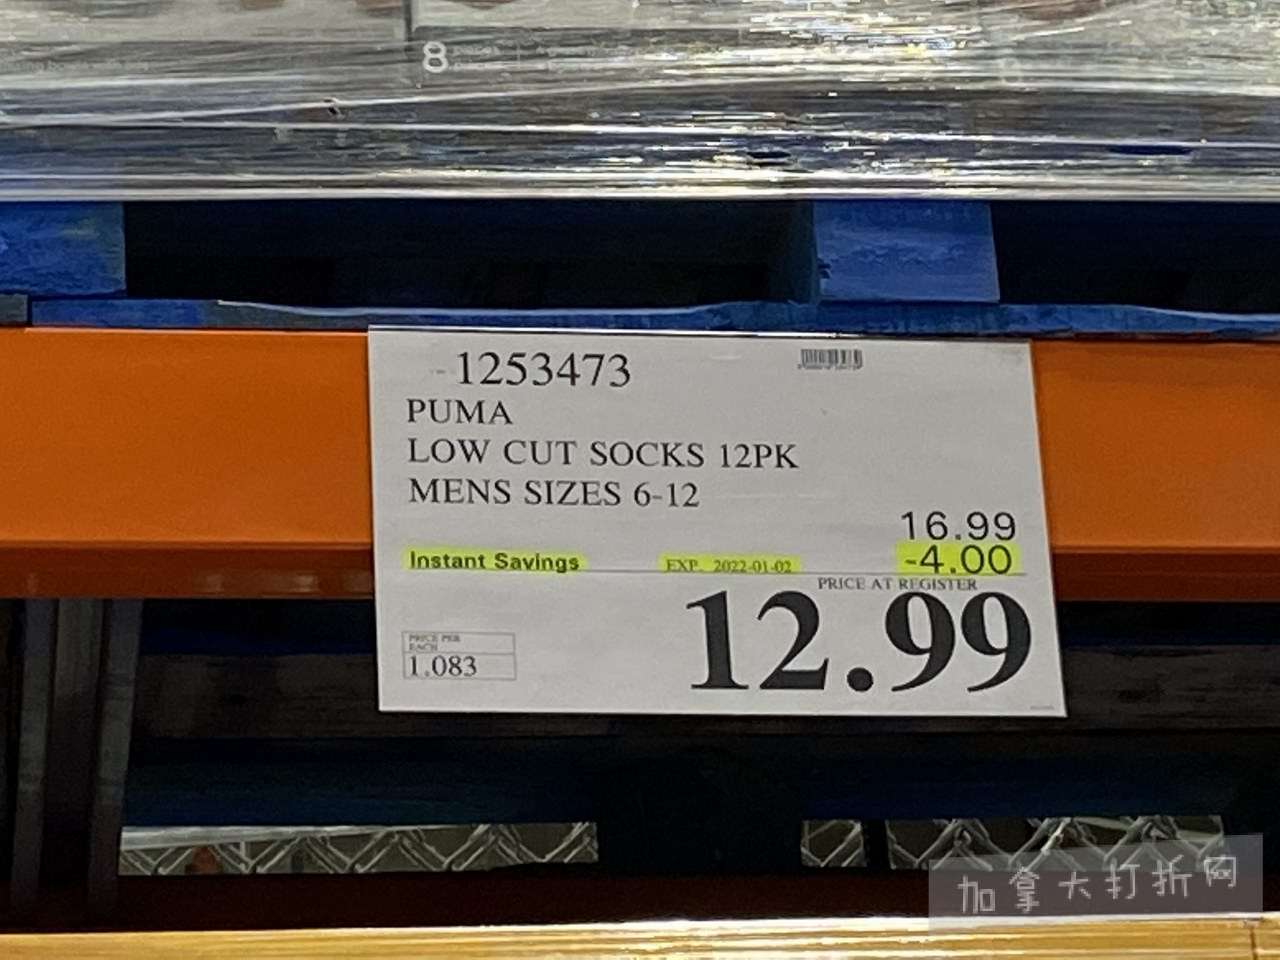 8
1253473
PUMA
LOW CUT SOCKS 12PK
MENS SIZES 6-12
16.99
Instant Savings EXP. 2022-01-02 -4.00
PRICE AT REGISTER
12.99
PRICE PER
EACH
1.083
加拿大打折网